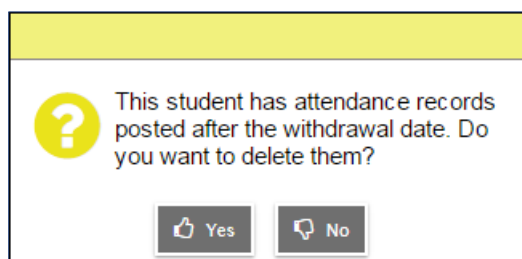 This student has attendance records
posted after the withdrawal date. Do
you want to delete them?
Yes
No